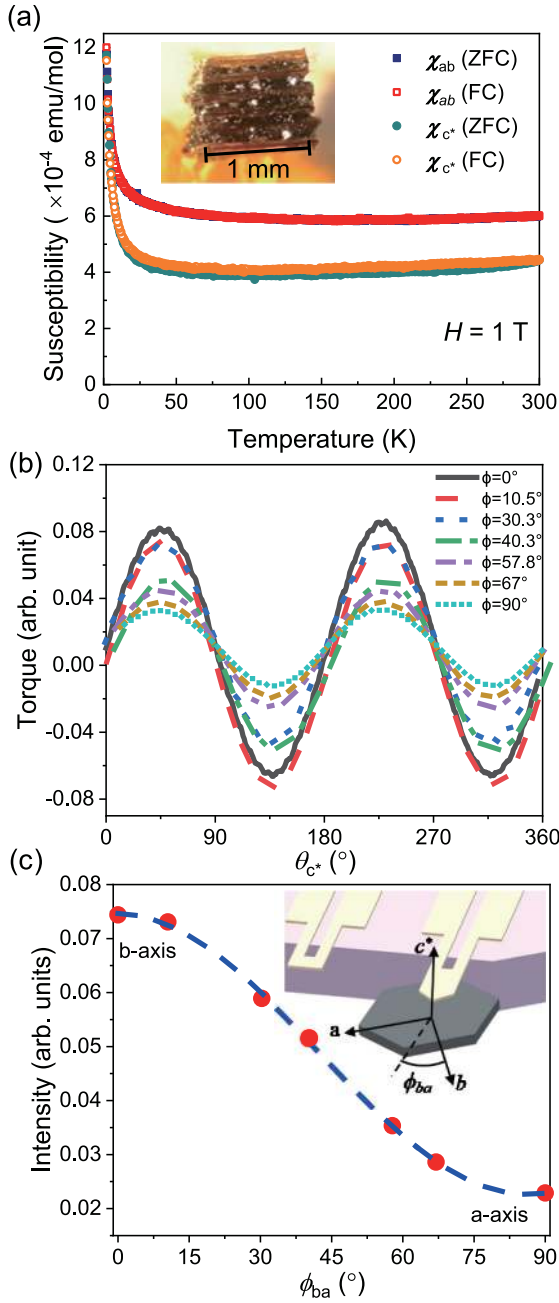 (a)
12
10
8
6
4
2
0
Susceptibility ( ×10⁻⁴ emu/mol)
1 mm
χab (ZFC)
χab (FC)
χc* (ZFC)
χc* (FC)
H = 1 T
0 50 100 150 200 250 300
Temperature (K)
(b)
0.12
0.08
0.04
0.00
-0.04
-0.08
Torque (arb. unit)
ϕ=0°
ϕ=10.5°
ϕ=30.3°
ϕ=40.3°
ϕ=57.8°
ϕ=67°
ϕ=90°
0 90 180 270 360
θc* (°)
(c)
0.08
0.07
0.06
0.05
0.04
0.03
0.02
Intensity (arb. units)
b-axis
c*
a
ϕba
b
a-axis
0 30 60 90
ϕba (°)